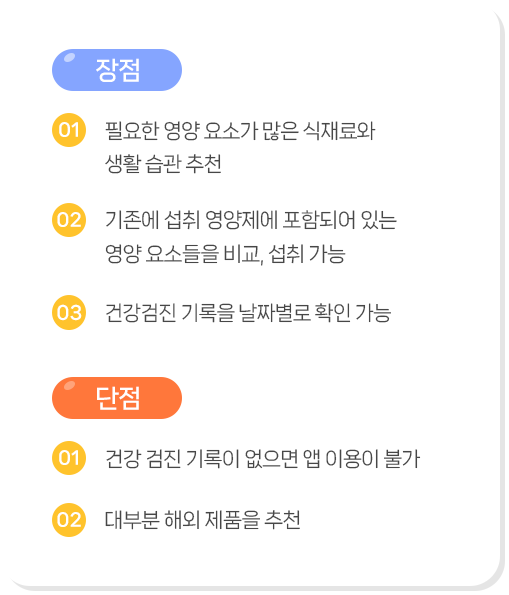 장점
01 필요한 영양 요소가 많은 식재료와
생활 습관 추천
02 기존에 섭취 영양제에 포함되어 있는
영양 요소들을 비교, 섭취 가능
03 건강검진 기록을 날짜별로 확인 가능
단점
01 건강 검진 기록이 없으면 앱 이용이 불가
02 대부분 해외 제품을 추천